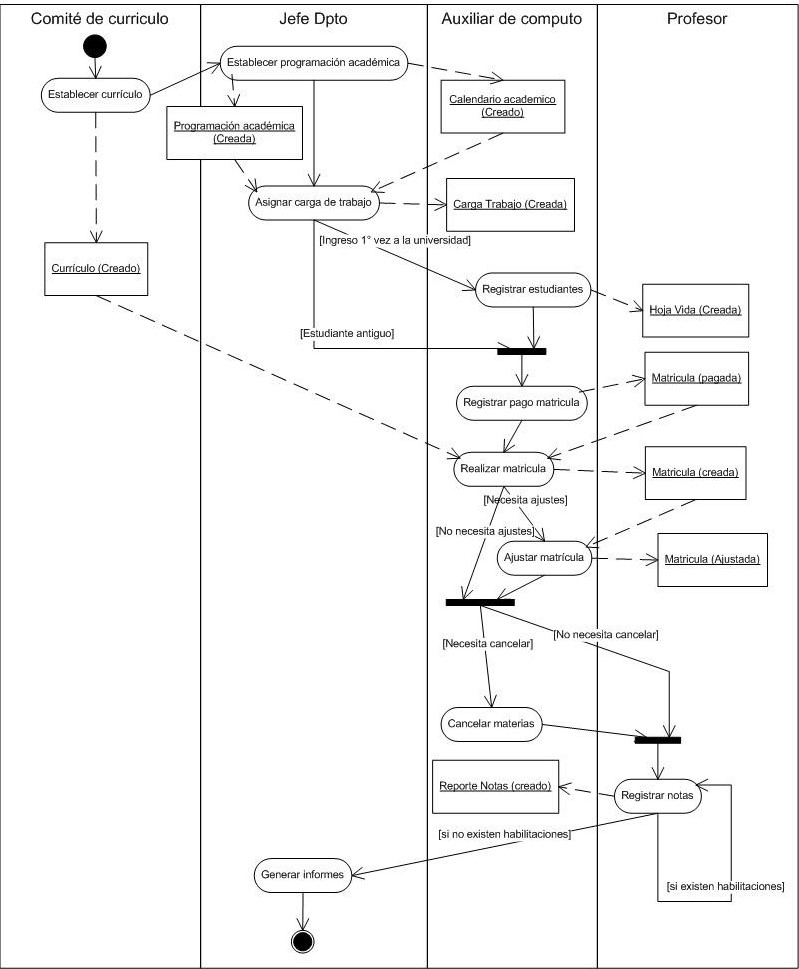 Comité de curriculo
Jefe Dpto
Auxiliar de computo
Profesor
Establecer programación académica
Establecer currículo
Calendario academico
(Creado)
Programación académica
(Creada)
Asignar carga de trabajo
Carga Trabajo (Creada)
[Ingreso 1° vez a la universidad]
Currículo (Creado)
Registrar estudiantes
Hoja Vida (Creada)
[Estudiante antiguo]
Matricula (pagada)
Registrar pago matricula
Realizar matricula
Matricula (creada)
[Necesita ajustes]
[No necesita ajustes]
Ajustar matrícula
Matricula (Ajustada)
[No necesita cancelar]
[Necesita cancelar]
Cancelar materias
Reporte Notas (creado)
Registrar notas
[si no existen habilitaciones]
Generar informes
[si existen habilitaciones]